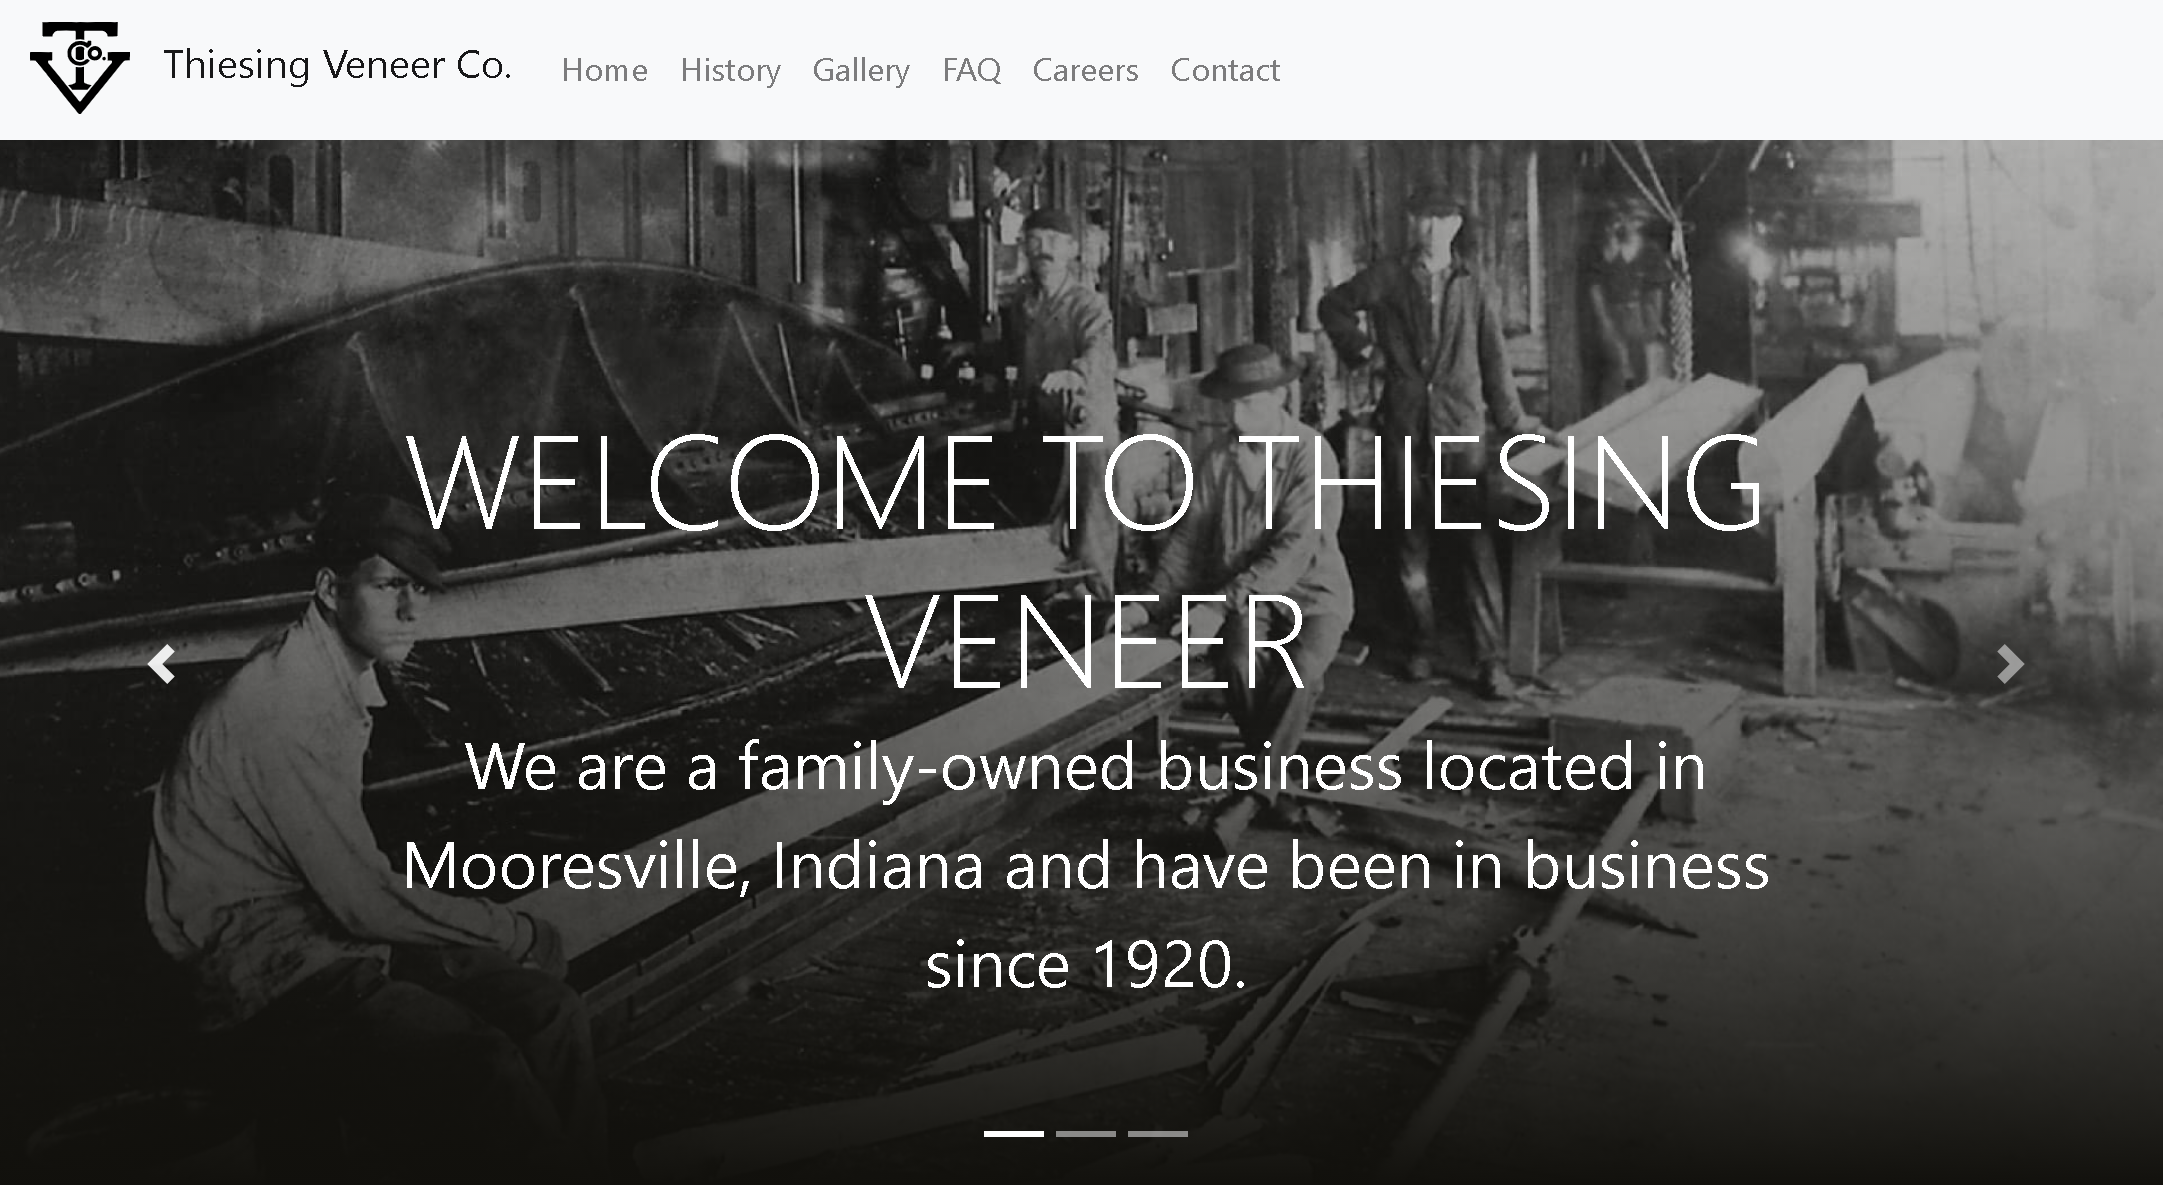 TV Co.
Thiesing Veneer Co.
Home History Gallery FAQ Careers Contact
WELCOME TO THIESING
VENEER
We are a family-owned business located in
Mooresville, Indiana and have been in business
since 1920.